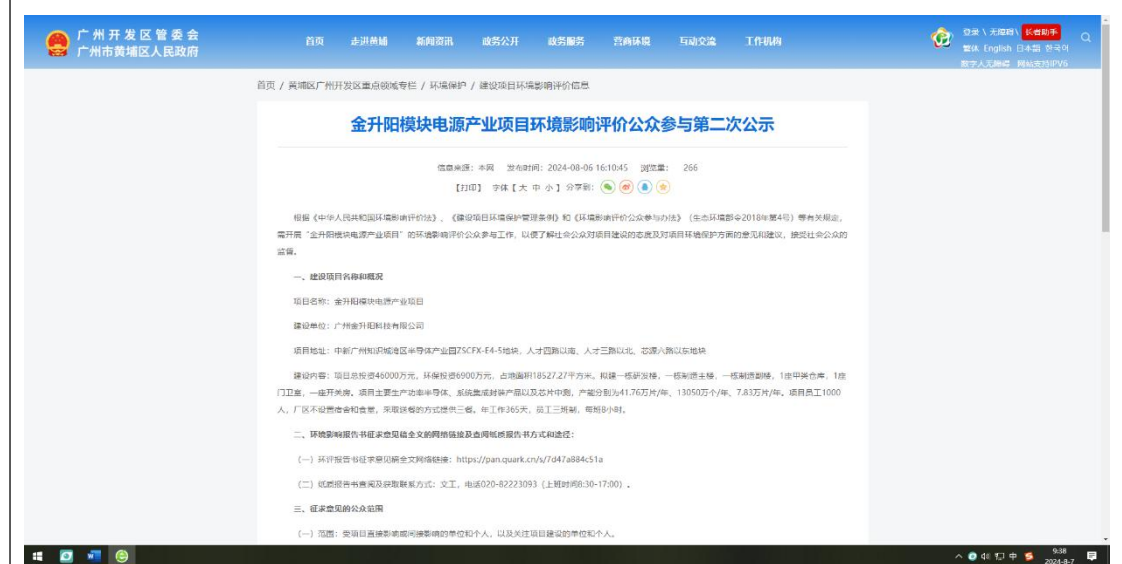 广州开发区管委会
广州市黄埔区人民政府
首页 走进黄埔 新闻资讯 政务公开 政务服务 营商环境 互动交流 工作机构
登录 \ 无障碍 \ 长者助手
繁体 English 日本語 한국어
数字人无障碍 网站支持IPV6
首页 / 黄埔区广州开发区重点领域专栏 / 环境保护 / 建设项目环境影响评价信息
金升阳模块电源产业项目环境影响评价公众参与第二次公示
信息来源：本网 发布时间：2024-08-06 16:10:45 浏览量： 266
【打印】 字体【 大 中 小 】 分享到：
根据《中华人民共和国环境影响评价法》、《建设项目环境保护管理条例》和《环境影响评价公众参与办法》（生态环境部令2018年第4号）等有关规定，
需开展“金升阳模块电源产业项目”的环境影响评价公众参与工作，以便了解社会公众对项目建设的态度及对项目环境保护方面的意见和建议，接受社会公众的
监督。
一、建设项目名称和概况
项目名称：金升阳模块电源产业项目
建设单位：广州金升阳科技有限公司
项目地址：中新广州知识城湾区半导体产业园ZSCFX-E4-5地块，人才四路以南、人才三路以北、芯源六路以东地块
建设内容：项目总投资46000万元，环保投资6900万元，占地面积18527.27平方米。拟建一栋研发楼，一栋制造主楼，一栋制造副楼，1座甲类仓库，1座
门卫室，一座开关房。项目主要生产功率半导体、系统集成封装产品以及芯片中测，产能分别为41.76万片/年、13050万个/年、7.83万片/年。项目员工1000
人，厂区不设置宿舍和食堂，采取送餐的方式提供三餐。年工作365天，员工三班制，每班8小时。
二、环境影响报告书征求意见稿全文的网络链接及查阅纸质报告书方式和途径：
（一）环评报告书征求意见稿全文网络链接：https://pan.quark.cn/s/7d47a884c51a
（二）纸质报告书查阅及获取联系方式：文工，电话020-82223093（上班时间8:30-17:00）。
三、征求意见的公众范围
（一）范围：受项目直接影响或间接影响的单位和个人，以及关注项目建设的单位和个人。
中
9:38
2024-8-7